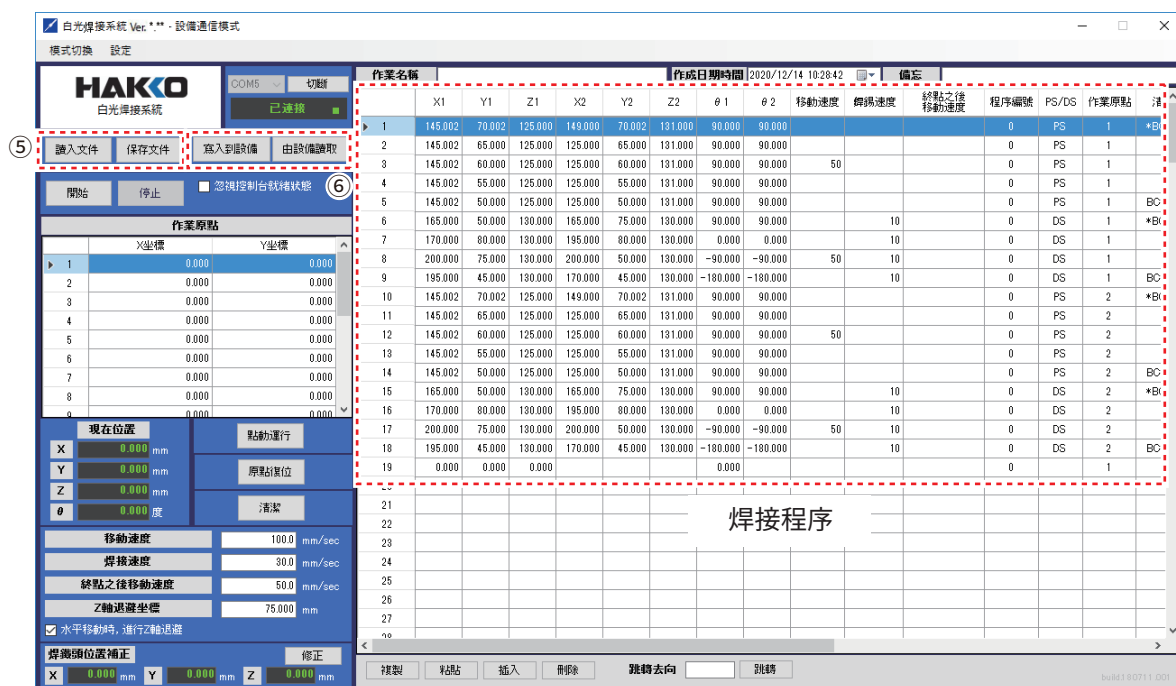 白光焊接系統 Ver. *.** - 設備通信模式
模式切換 設定
HAKKO
白光焊接系統
COM5 切斷
已連接
⑤ 讀入文件 保存文件 寫入到設備 由設備讀取
⑥
開始 停止 忽視控制台就緒狀態
作業原點
X坐標 Y坐標
1 0.000 0.000
2 0.000 0.000
3 0.000 0.000
4 0.000 0.000
5 0.000 0.000
6 0.000 0.000
7 0.000 0.000
8 0.000 0.000
9 0.000 0.000
現在位置
X 0.000 mm
Y 0.000 mm
Z 0.000 mm
θ 0.000 度
點動運行
原點復位
清潔
移動速度 100.0 mm/sec
焊接速度 30.0 mm/sec
終點之後移動速度 50.0 mm/sec
Z軸退避坐標 75.000 mm
水平移動時, 進行Z軸退避
焊鐵頭位置補正 修正
X 0.000 mm Y 0.000 mm Z 0.000 mm
作業名稱 作成日期時間 2020/12/14 10:28:42 備忘
X1 Y1 Z1 X2 Y2 Z2 θ1 θ2 移動速度 銲錫速度 終點之後移動速度 程序編號 PS/DS 作業原點 清
1 145.002 70.002 125.000 149.000 70.002 131.000 90.000 90.000 0 PS 1 *BC
2 145.002 65.000 125.000 125.000 65.000 131.000 90.000 90.000 0 PS 1
3 145.002 60.000 125.000 125.000 60.000 131.000 90.000 90.000 50 0 PS 1
4 145.002 55.000 125.000 125.000 55.000 131.000 90.000 90.000 0 PS 1
5 145.002 50.000 125.000 125.000 50.000 131.000 90.000 90.000 0 PS 1 BC
6 165.000 50.000 130.000 165.000 75.000 130.000 90.000 90.000 10 0 DS 1 *BC
7 170.000 80.000 130.000 195.000 80.000 130.000 0.000 0.000 10 0 DS 1
8 200.000 75.000 130.000 200.000 50.000 130.000 -90.000 -90.000 50 10 0 DS 1
9 195.000 45.000 130.000 170.000 45.000 130.000 -180.000 -180.000 10 0 DS 1 BC
10 145.002 70.002 125.000 149.000 70.002 131.000 90.000 90.000 0 PS 2 *BC
11 145.002 65.000 125.000 125.000 65.000 131.000 90.000 90.000 0 PS 2
12 145.002 60.000 125.000 125.000 60.000 131.000 90.000 90.000 50 0 PS 2
13 145.002 55.000 125.000 125.000 55.000 131.000 90.000 90.000 0 PS 2
14 145.002 50.000 125.000 125.000 50.000 131.000 90.000 90.000 0 PS 2 BC
15 165.000 50.000 130.000 165.000 75.000 130.000 90.000 90.000 10 0 DS 2 *BC
16 170.000 80.000 130.000 195.000 80.000 130.000 0.000 0.000 10 0 DS 2
17 200.000 75.000 130.000 200.000 50.000 130.000 -90.000 -90.000 50 10 0 DS 2
18 195.000 45.000 130.000 170.000 45.000 130.000 -180.000 -180.000 10 0 DS 2 BC
19 0.000 0.000 0.000 0.000 0 1
21
22
23
24
25
26
27
焊接程序
複製 粘貼 插入 刪除 跳轉去向 跳轉
build:180711.001